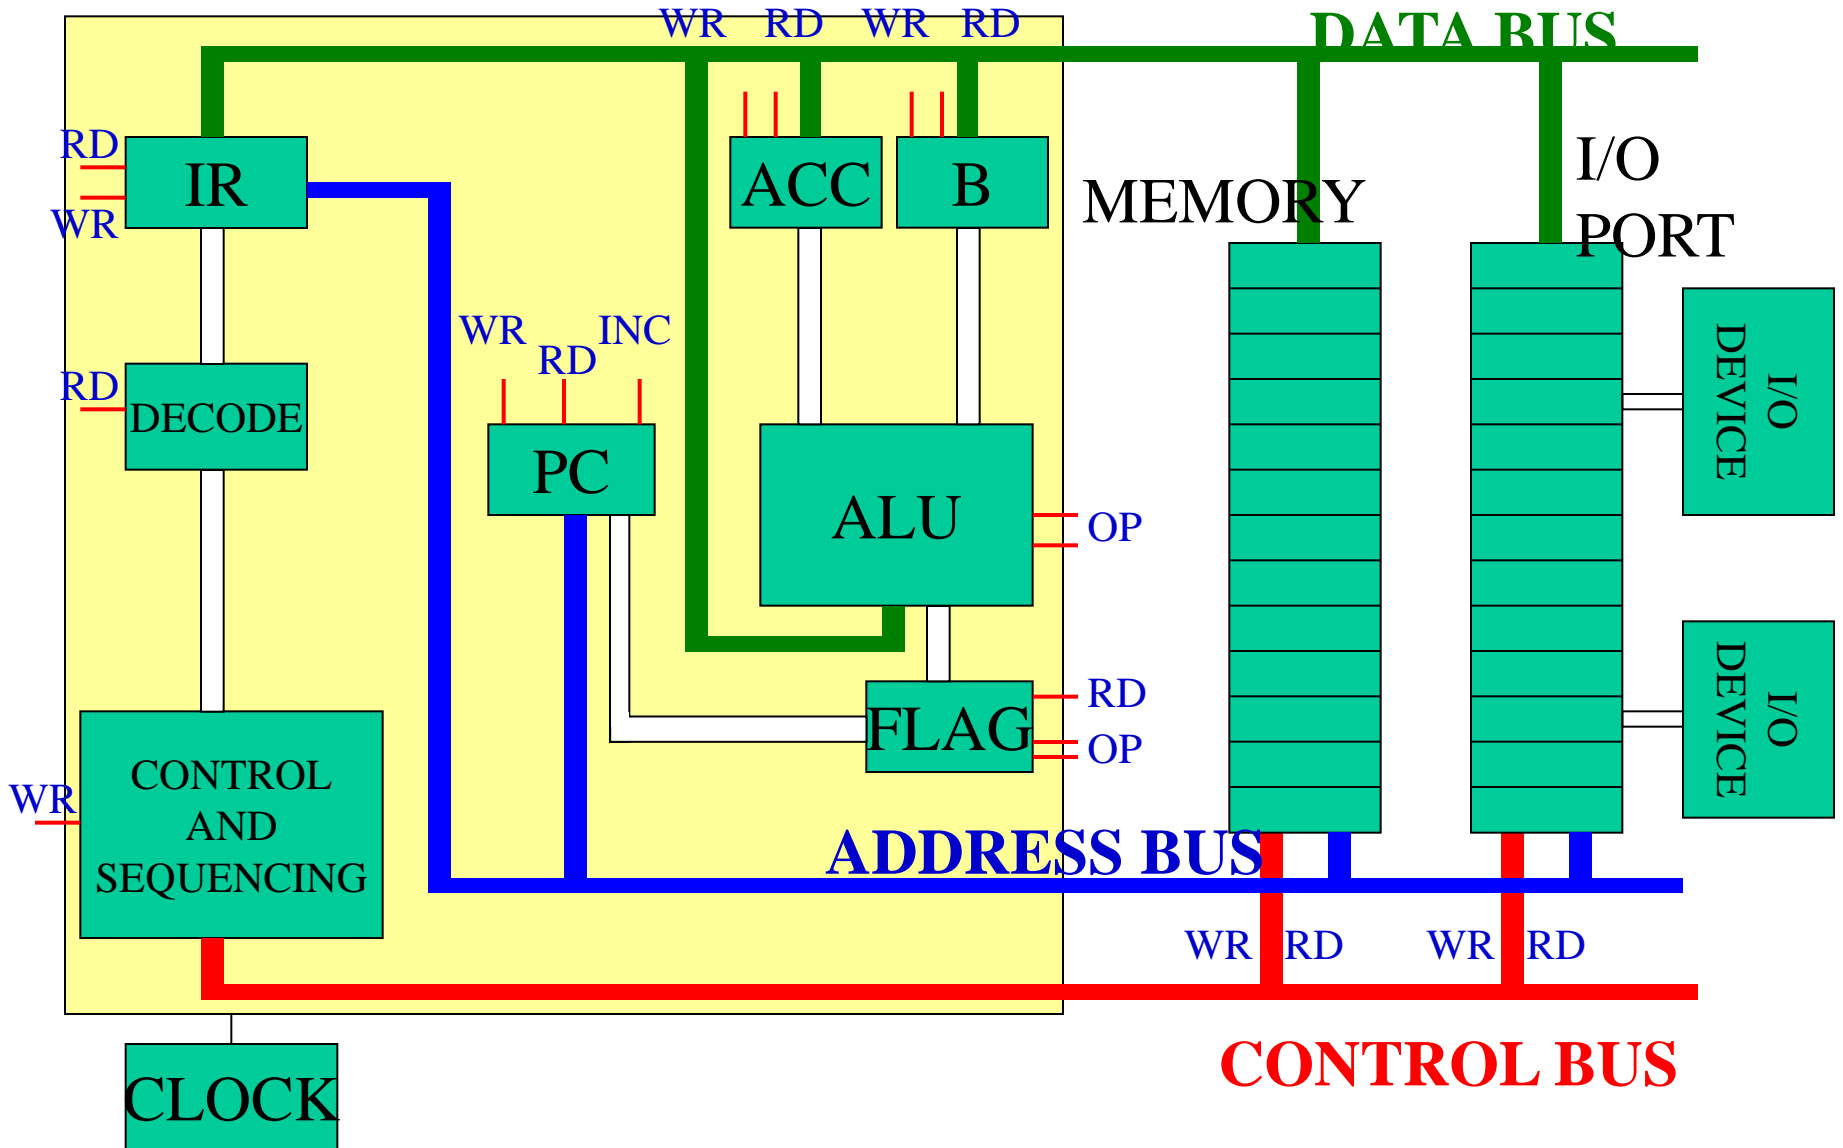 WR RD WR RD
DATA BUS
RD
IR
WR
ACC
B
MEMORY
I/O
PORT
WR
RD
INC
RD
DECODE
PC
ALU
OP
I/O
DEVICE
FLAG
RD
OP
I/O
DEVICE
WR
CONTROL
AND
SEQUENCING
ADDRESS BUS
WR RD
WR RD
CONTROL BUS
CLOCK